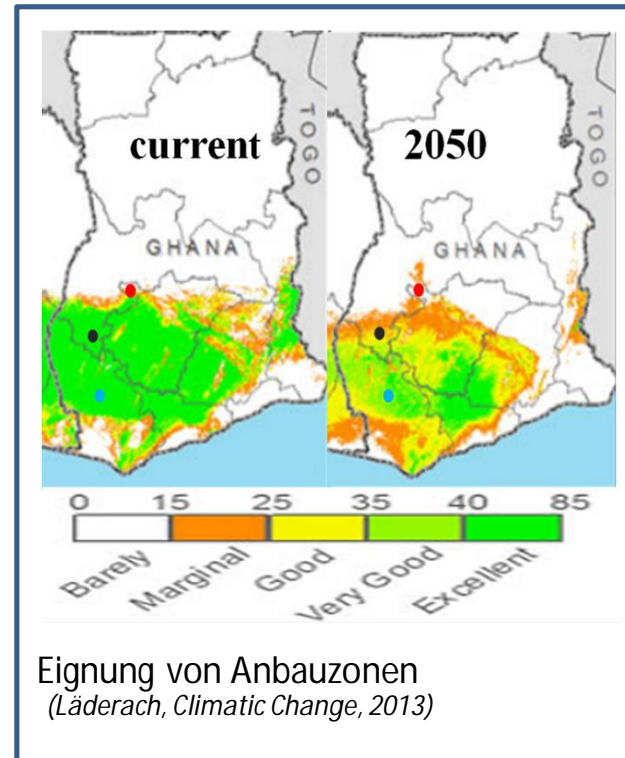 current 2050
TOGO TOGO
GHANA GHANA
0 15 25 35 40 85
Barely Marginal Good Very Good Excellent
Eignung von Anbauzonen
(Läderach, Climatic Change, 2013)